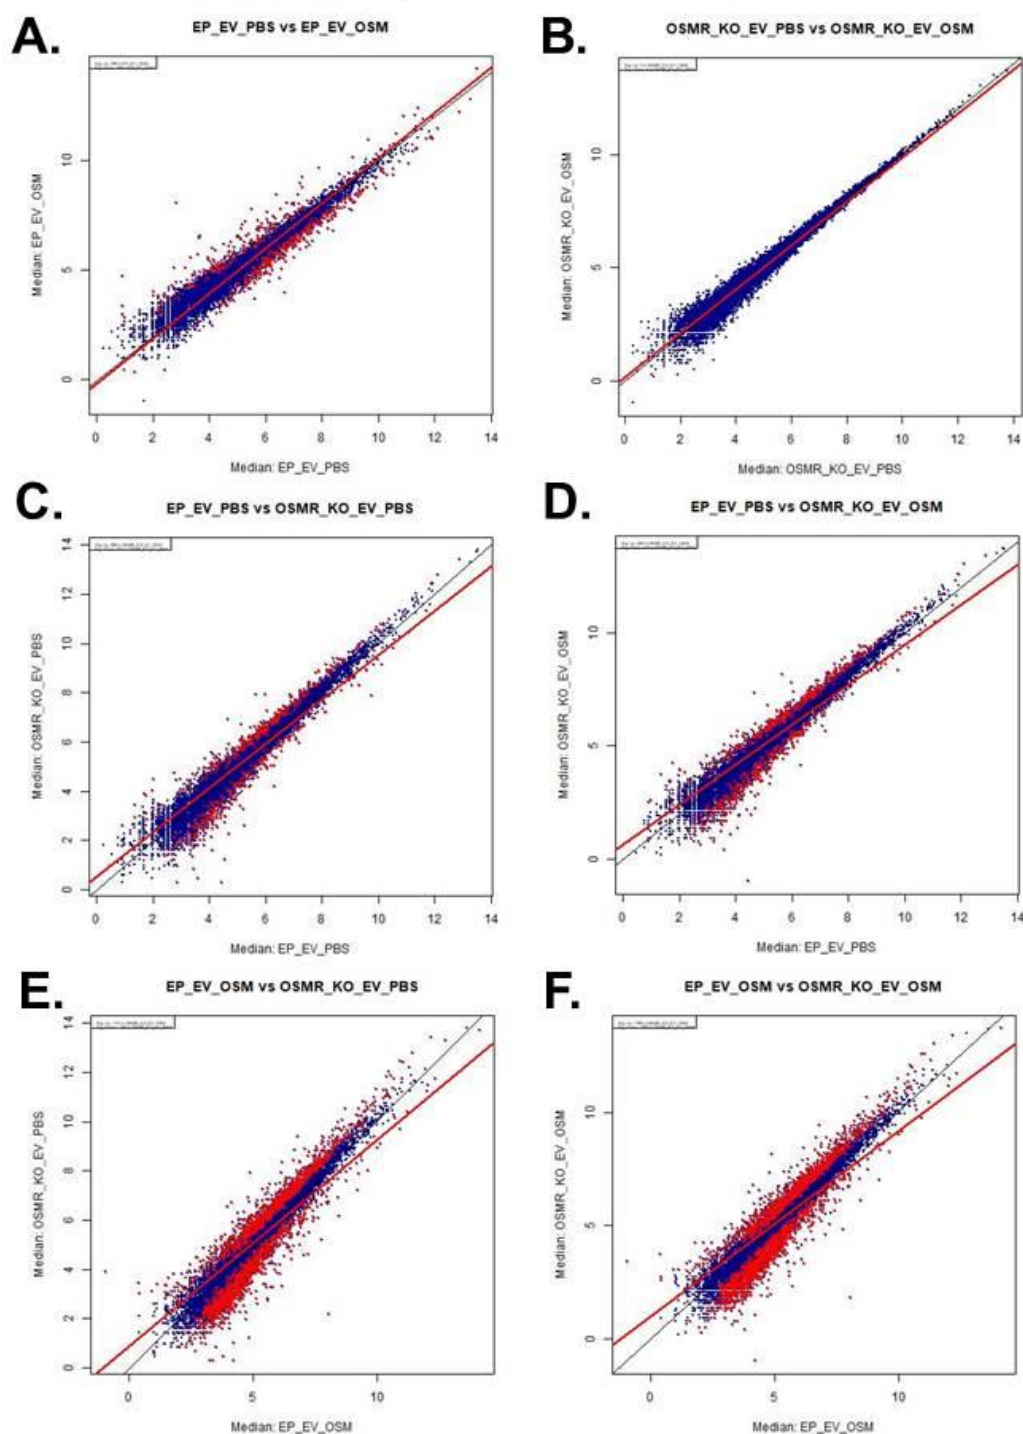 A.
EP_EV_PBS vs EP_EV_OSM
Median: EP_EV_OSM
10
5
0
0 2 4 6 8 10 12 14
Median: EP_EV_PBS
B.
OSMR_KO_EV_PBS vs OSMR_KO_EV_OSM
Median: OSMR_KO_EV_OSM
10
5
0
0 2 4 6 8 10 12 14
Median: OSMR_KO_EV_PBS
C.
EP_EV_PBS vs OSMR_KO_EV_PBS
Median: OSMR_KO_EV_PBS
14
12
10
8
6
4
2
0
0 2 4 6 8 10 12 14
Median: EP_EV_PBS
D.
EP_EV_PBS vs OSMR_KO_EV_OSM
Median: OSMR_KO_EV_OSM
10
5
0
0 2 4 6 8 10 12 14
Median: EP_EV_PBS
E.
EP_EV_OSM vs OSMR_KO_EV_PBS
Median: OSMR_KO_EV_PBS
14
12
10
8
6
4
2
0
0 5 10
Median: EP_EV_OSM
F.
EP_EV_OSM vs OSMR_KO_EV_OSM
Median: OSMR_KO_EV_OSM
10
5
0
0 5 10
Median: EP_EV_OSM